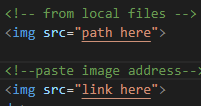 <!-- from local files -->
<img src="path here">
<!--paste image address-->
<img src="link here">